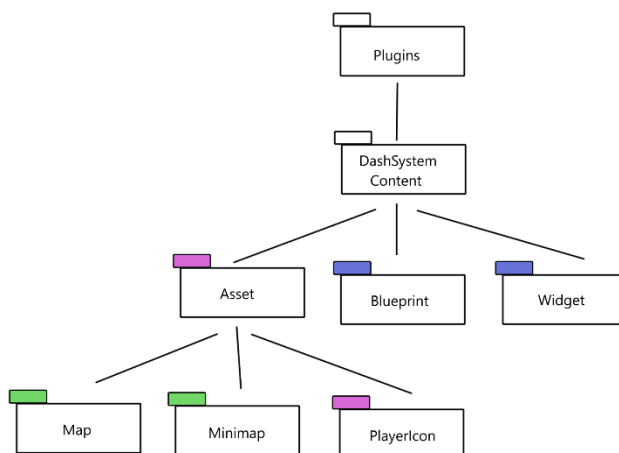 Plugins
DashSystem
Content
Asset
Blueprint
Widget
Map
Minimap
PlayerIcon